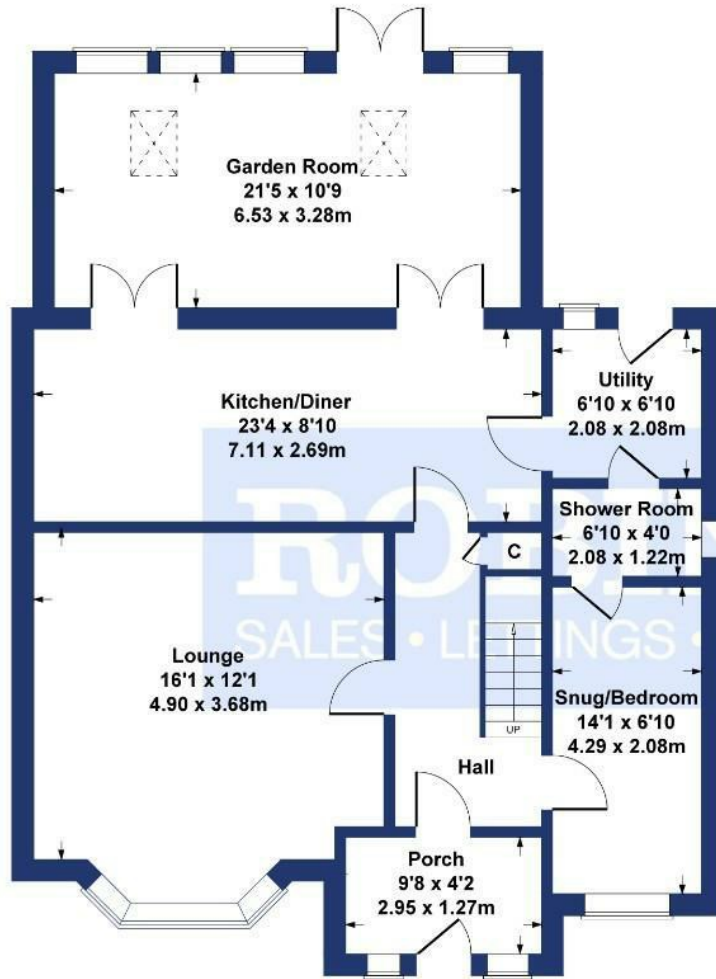 Garden Room
21'5 x 10'9
6.53 x 3.28m
Kitchen/Diner
23'4 x 8'10
7.11 x 2.69m
Utility
6'10 x 6'10
2.08 x 2.08m
Shower Room
6'10 x 4'0
2.08 x 1.22m
C
Lounge
16'1 x 12'1
4.90 x 3.68m
Snug/Bedroom
14'1 x 6'10
4.29 x 2.08m
UP
Hall
Porch
9'8 x 4'2
2.95 x 1.27m
SALES • LETTINGS •